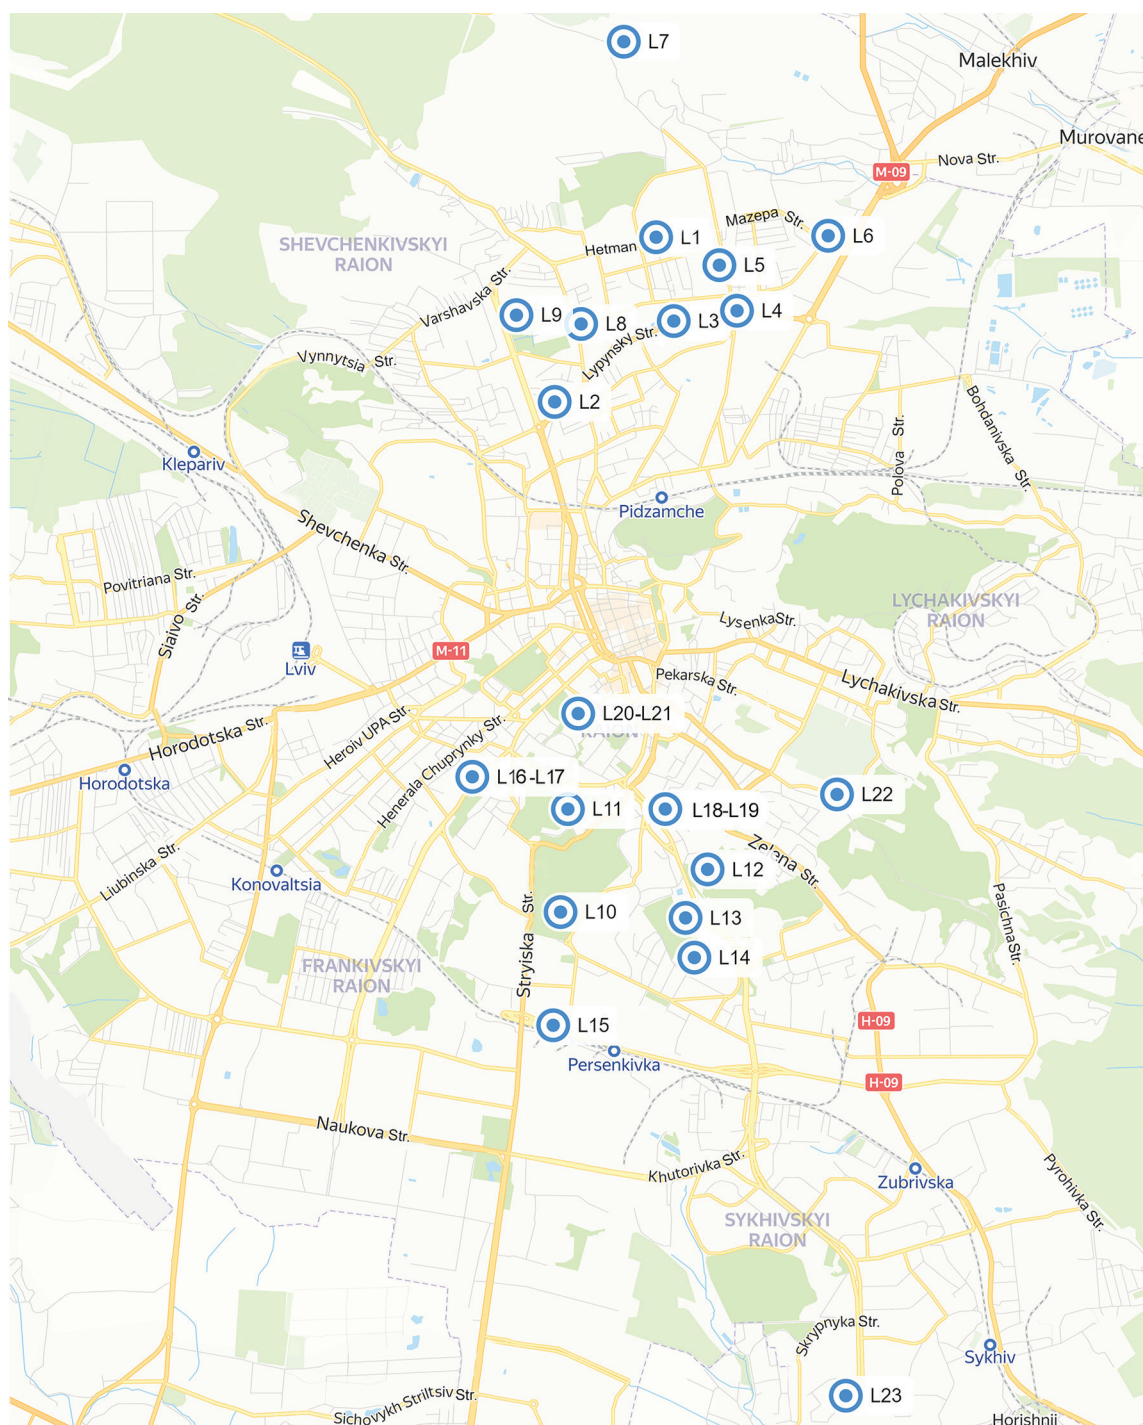 L7
Malekhiv
Murovane
Nova Str.
M-09
Mazepa Str.
L6
L1
Hetman
SHEVCHENKIVSKYI
RAION
L5
Varshavska Str.
L9
L8
L3
L4
Lypynsky Str.
Vynnytsia Str.
L2
Bohdanivska Str.
Polova Str.
Klepariv
Pidzamche
Shevchenka Str.
Povitriana Str.
LYCHAKIVSKYI
RAION
Siaivo Str.
Lysenka Str.
M-11
Lviv
Pekarska Str.
Lychakivska Str.
L20-L21
RAION
Horodotska Str.
Heroiv UPA Str.
Henerala Chuprynky Str.
Horodotska
L16-L17
L22
L11
L18-L19
Zelena Str.
Liubinska Str.
L12
Konovaltsia
Pasichna Str.
L10
L13
Stryiska Str.
L14
FRANKIVSKYI
RAION
L15
H-09
Persenkivka
H-09
Naukova Str.
Khutorivka Str.
Zubrivska
Pyrohivka Str.
SYKHIVSKYI
RAION
Skrypnyka Str.
Sykhiv
L23
Sichovykh Striltsiv Str.
Horishnii